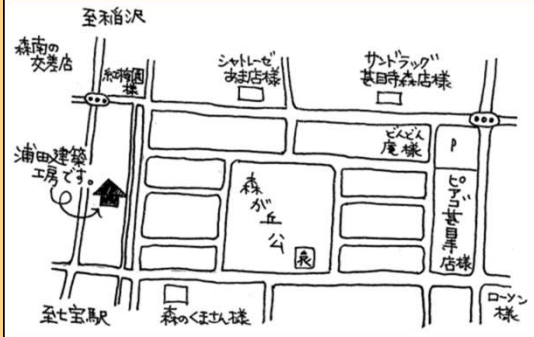 至稲沢
森南の
交差店
シャトレーゼ
あま店様
サンドラッグ
甚目寺森店様
どんどん
庵様
P
浦田建築
工房です。
森が丘公
ピアゴ甚目寺
店様
至七宝駅
森のくまさん様
ローソン
様